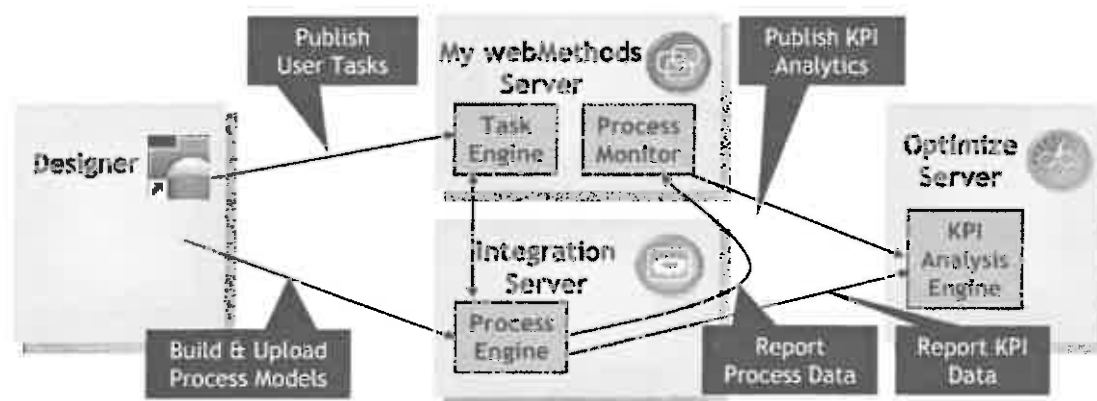 Publish
User Tasks
My webMethods
Server
Publish KPI
Analytics
Designer
Task
Engine
Process
Monitor
Optimize
Server
Integration
Server
KPI
Analysis
Engine
Process
Engine
Build & Upload
Process Models
Report
Process Data
Report KPI
Data